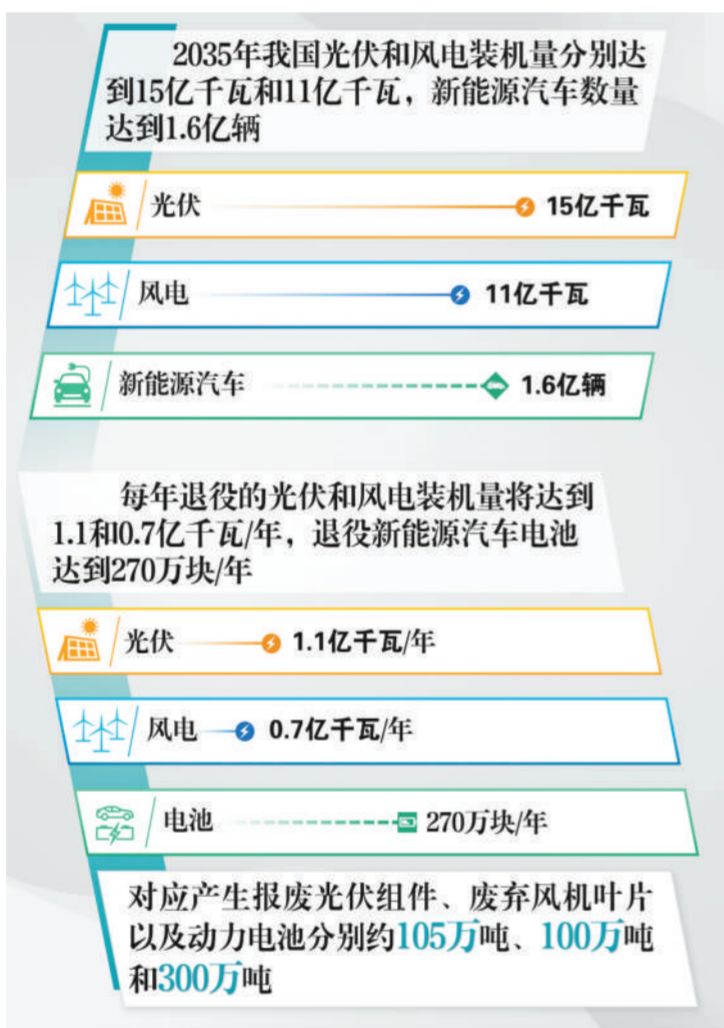 2035年我国光伏和风电装机量分别达
到15亿千瓦和11亿千瓦，新能源汽车数量
达到1.6亿辆
光伏 15亿千瓦
风电 11亿千瓦
新能源汽车 1.6亿辆
每年退役的光伏和风电装机量将达到
1.1和0.7亿千瓦/年，退役新能源汽车电池
达到270万块/年
光伏 1.1亿千瓦/年
风电 0.7亿千瓦/年
电池 270万块/年
对应产生报废光伏组件、废弃风机叶片
以及动力电池分别约105万吨、100万吨
和300万吨